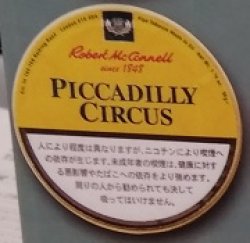 Robert McConnell
since 1848
PICCADILLY
CIRCUS
人により程度は異なりますが、ニコチンにより喫煙へ
の依存が生じます。未成年者の喫煙は、健康に対す
る悪影響やたばこへの依存をより強めます。
周りの人から勧められても決して
吸ってはいけません。